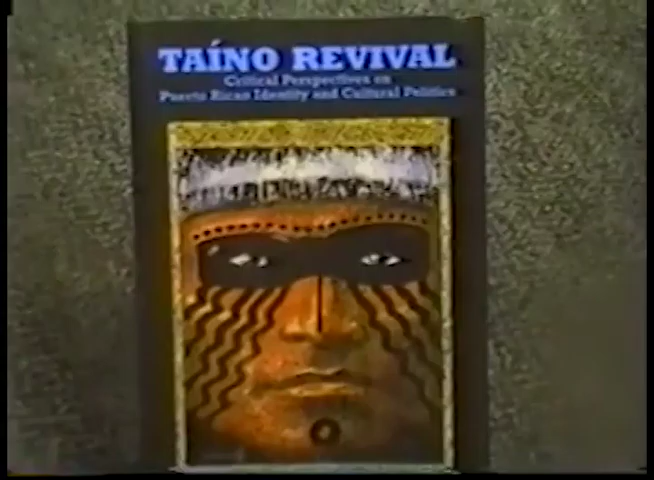 TAÍNO REVIVAL
Critical Perspectives on
Puerto Rican Identity and Cultural Politics